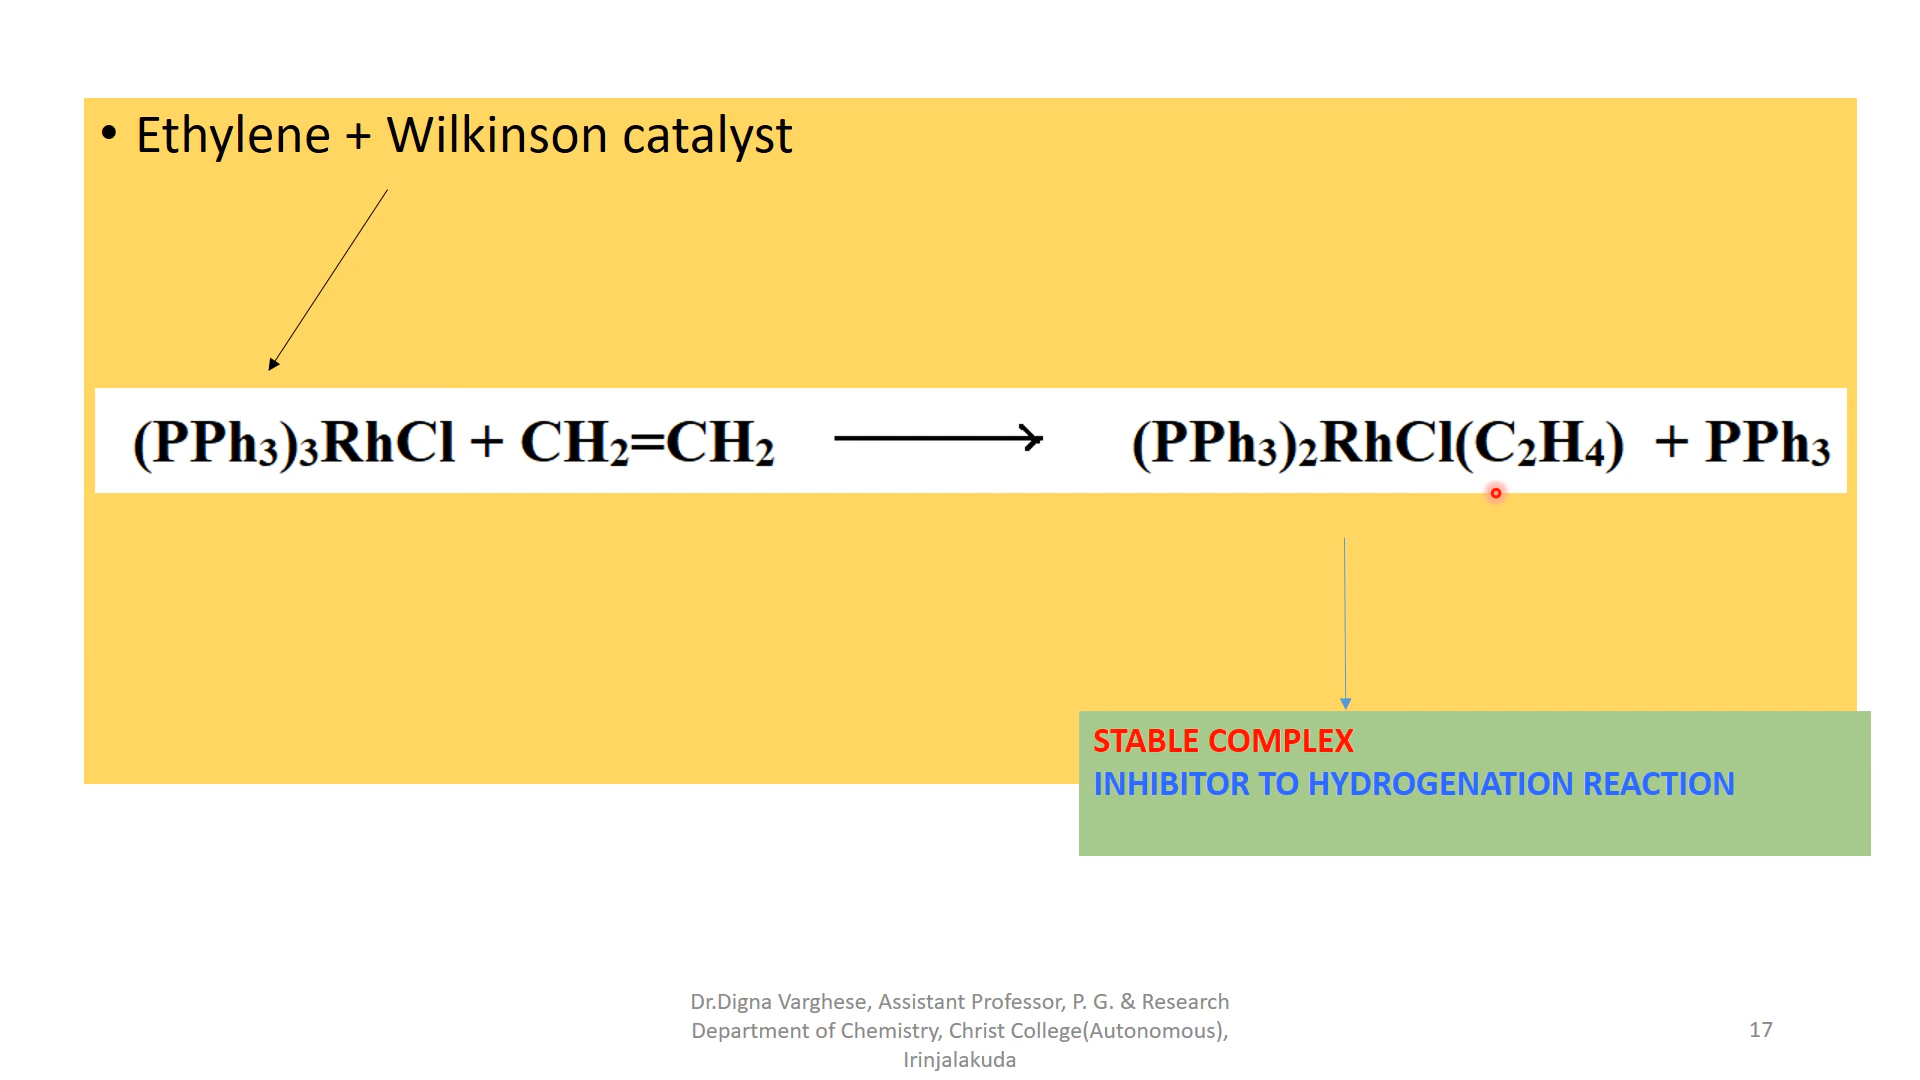 • Ethylene + Wilkinson catalyst
(PPh₃)₃RhCl + CH₂=CH₂ ⟶ (PPh₃)₂RhCl(C₂H₄) + PPh₃
STABLE COMPLEX
INHIBITOR TO HYDROGENATION REACTION
Dr.Digna Varghese, Assistant Professor, P. G. & Research
Department of Chemistry, Christ College(Autonomous),
Irinjalakuda
17